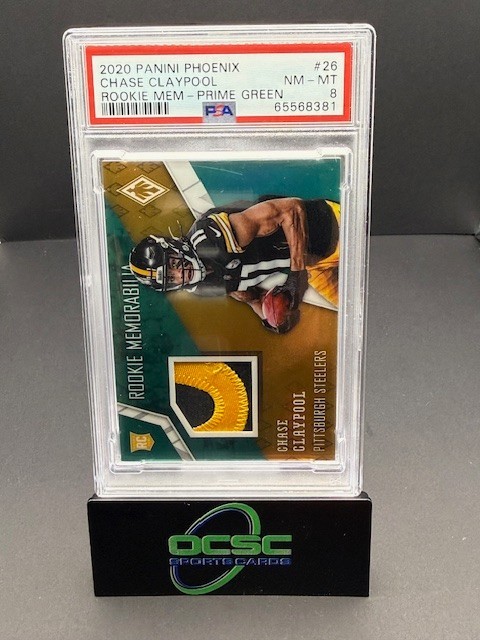 2020 PANINI PHOENIX #26
CHASE CLAYPOOL NM - MT
ROOKIE MEM - PRIME GREEN 8
PSA 65568381
ROOKIE MEMORABILIA
RC
11
CHASE
CLAYPOOL
PITTSBURGH STEELERS
OCSC
SPORTS CARDS